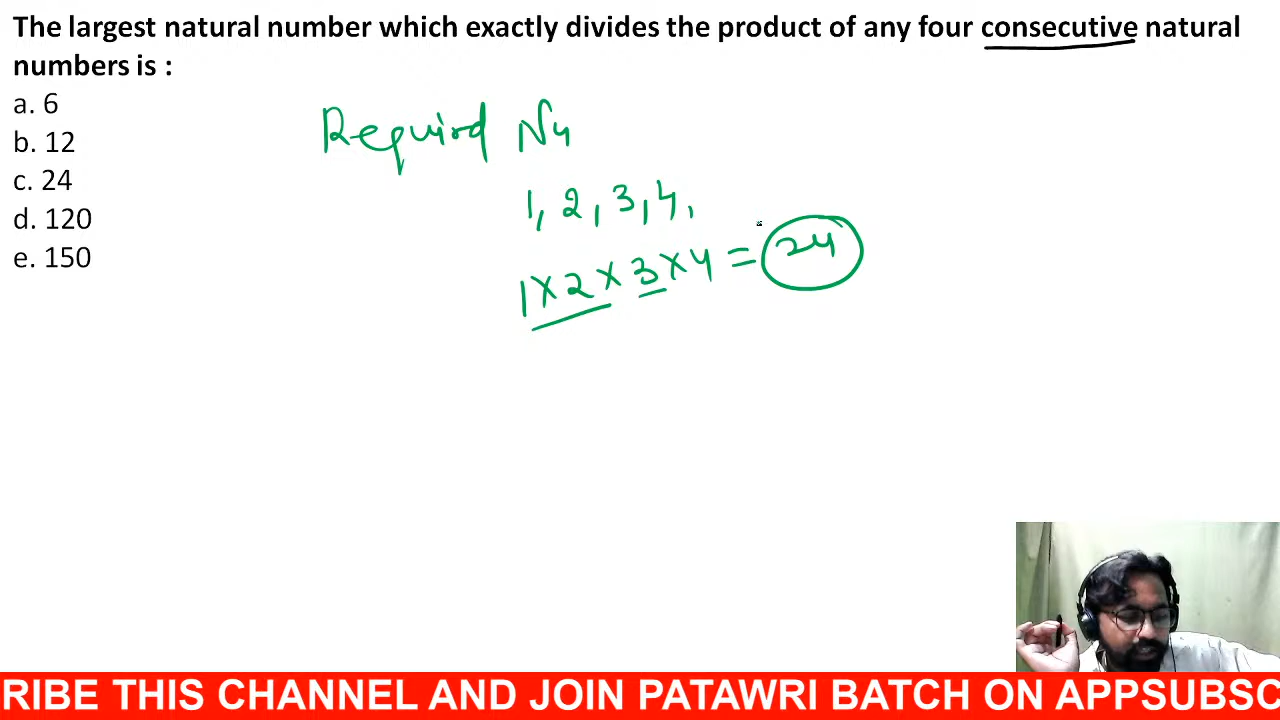 The largest natural number which exactly divides the product of any four consecutive natural
numbers is :
a. 6
b. 12
c. 24
d. 120
e. 150
Required
1, 2, 3, 4,
1 x 2 x 3 x 4 = 24
RIBE THIS CHANNEL AND JOIN PATAWRI BATCH ON APPSUBSC